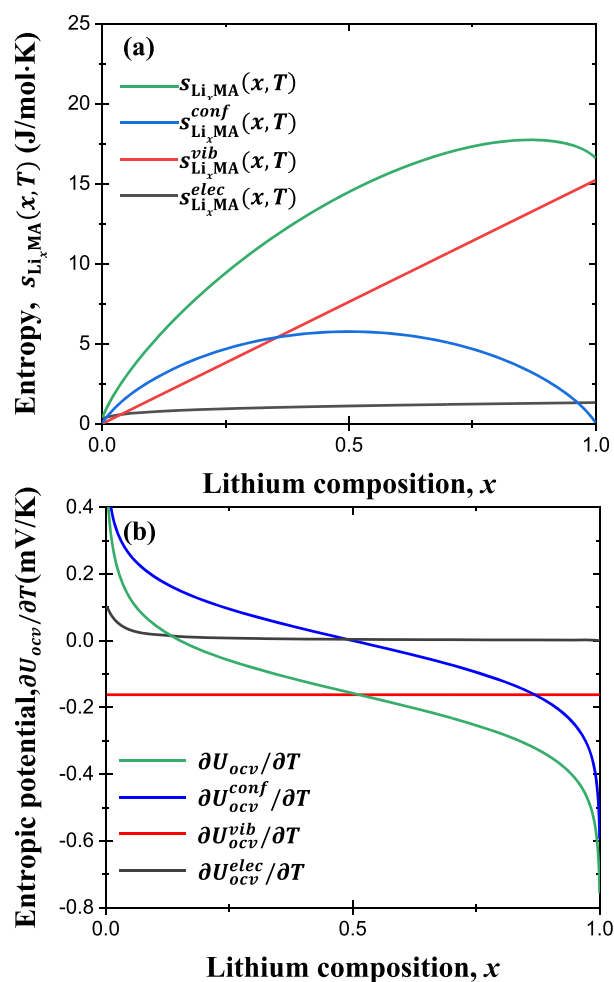 25
20
15
10
5
0
0.0
0.5
1.0
Entropy, s_{Li_xMA}(x,T) (J/mol·K)
(a)
s_{Li_xMA}(x,T)
s^{conf}_{Li_xMA}(x,T)
s^{vib}_{Li_xMA}(x,T)
s^{elec}_{Li_xMA}(x,T)
Lithium composition, x
0.4
0.2
0.0
-0.2
-0.4
-0.6
-0.8
0.0
0.5
1.0
Entropic potential,∂U_{ocv}/∂T(mV/K)
(b)
∂U_{ocv}/∂T
∂U^{conf}_{ocv}/∂T
∂U^{vib}_{ocv}/∂T
∂U^{elec}_{ocv}/∂T
Lithium composition, x